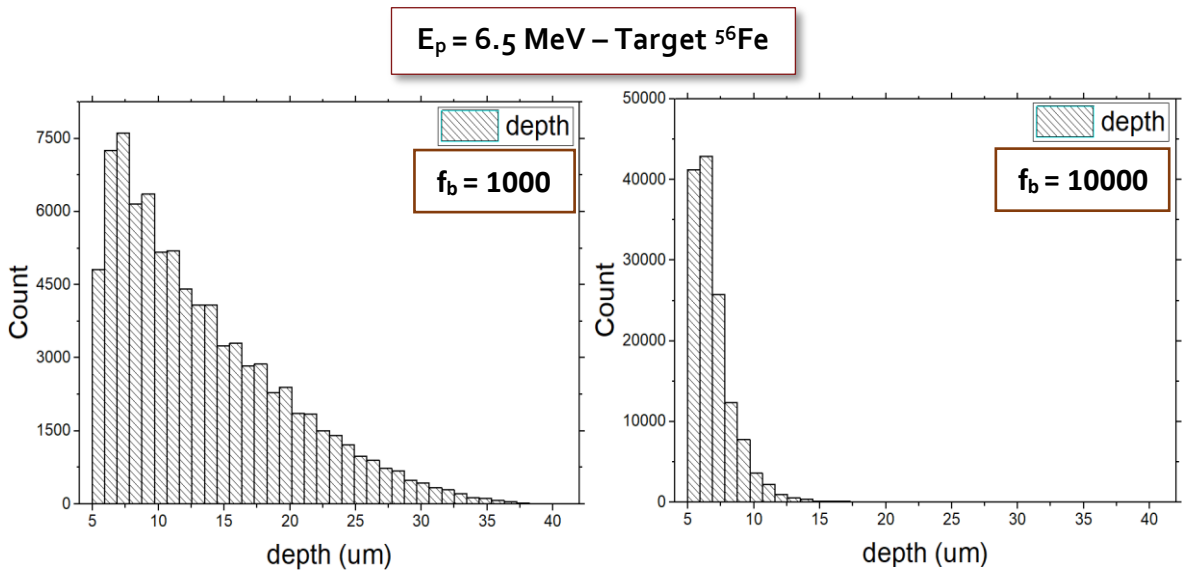 Eₚ = 6.5 MeV – Target ⁵⁶Fe
depth
f_b = 1000
7500
6000
4500
3000
1500
0
Count
5 10 15 20 25 30 35 40
depth (um)
depth
f_b = 10000
50000
40000
30000
20000
10000
0
Count
5 10 15 20 25 30 35 40
depth (um)